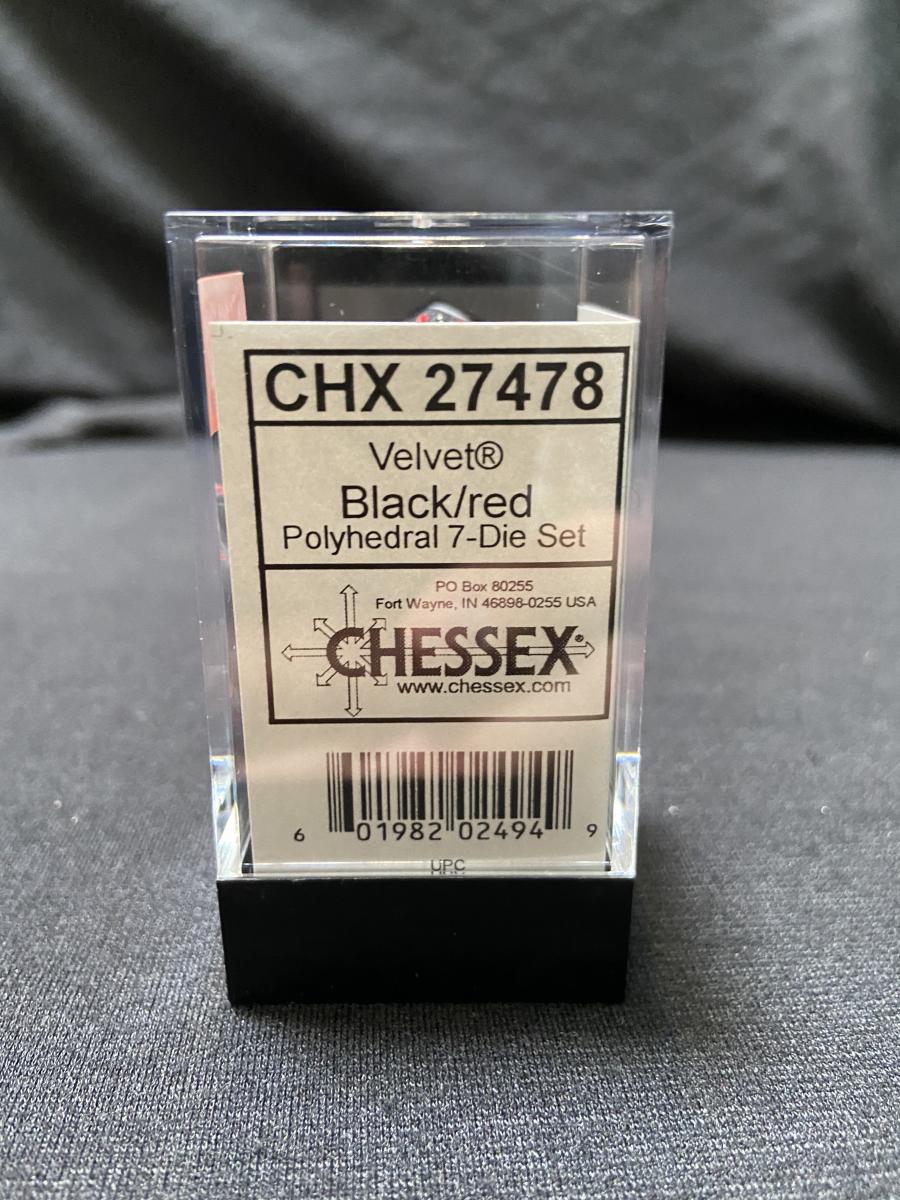 CHX 27478
Velvet®
Black/red
Polyhedral 7-Die Set
PO Box 80255
Fort Wayne, IN 46898-0255 USA
CHESSEX®
www.chessex.com
6 01982 02494 9
UPC